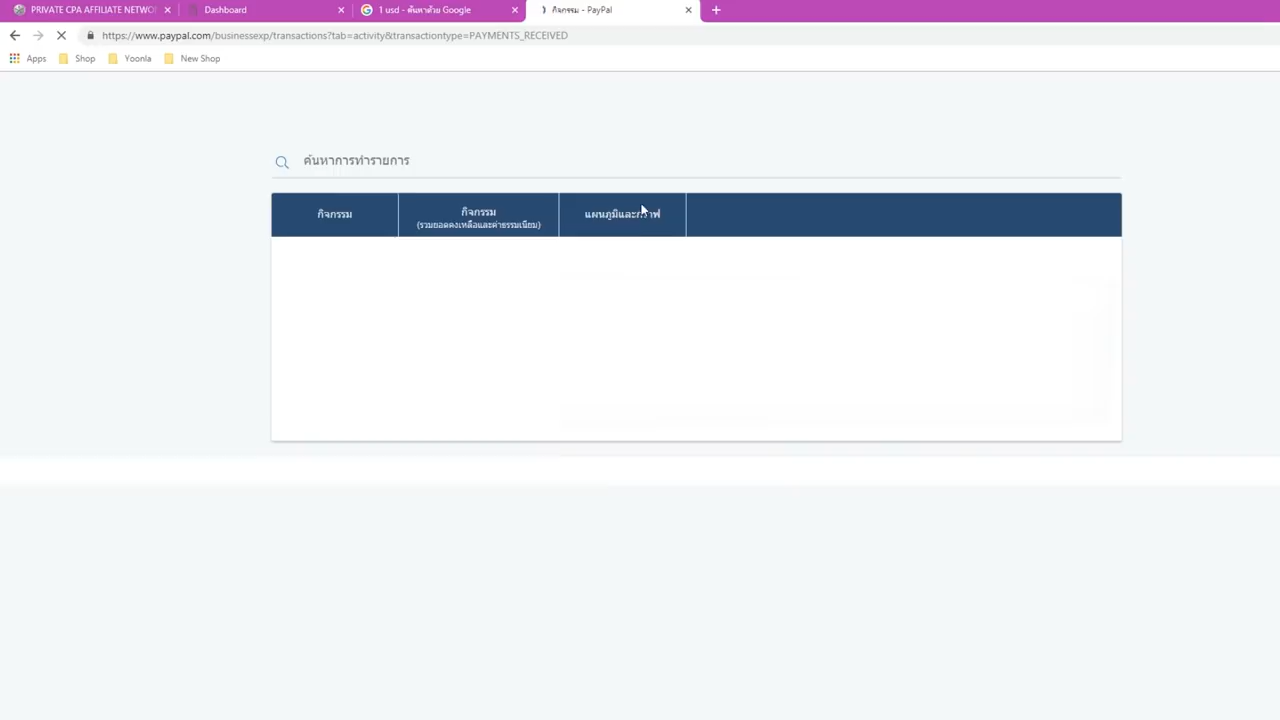 PRIVATE CPA AFFILIATE NETWOR
Dashboard
1 usd - ค้นหาด้วย Google
กิจกรรม - PayPal
https://www.paypal.com/businessexp/transactions?tab=activity&transactiontype=PAYMENTS_RECEIVED
Apps
Shop
Yoonla
New Shop
ค้นหาการทำรายการ
กิจกรรม
กิจกรรม
(รวมยอดคงเหลือและค่าธรรมเนียม)
แผนภูมิและกราฟ